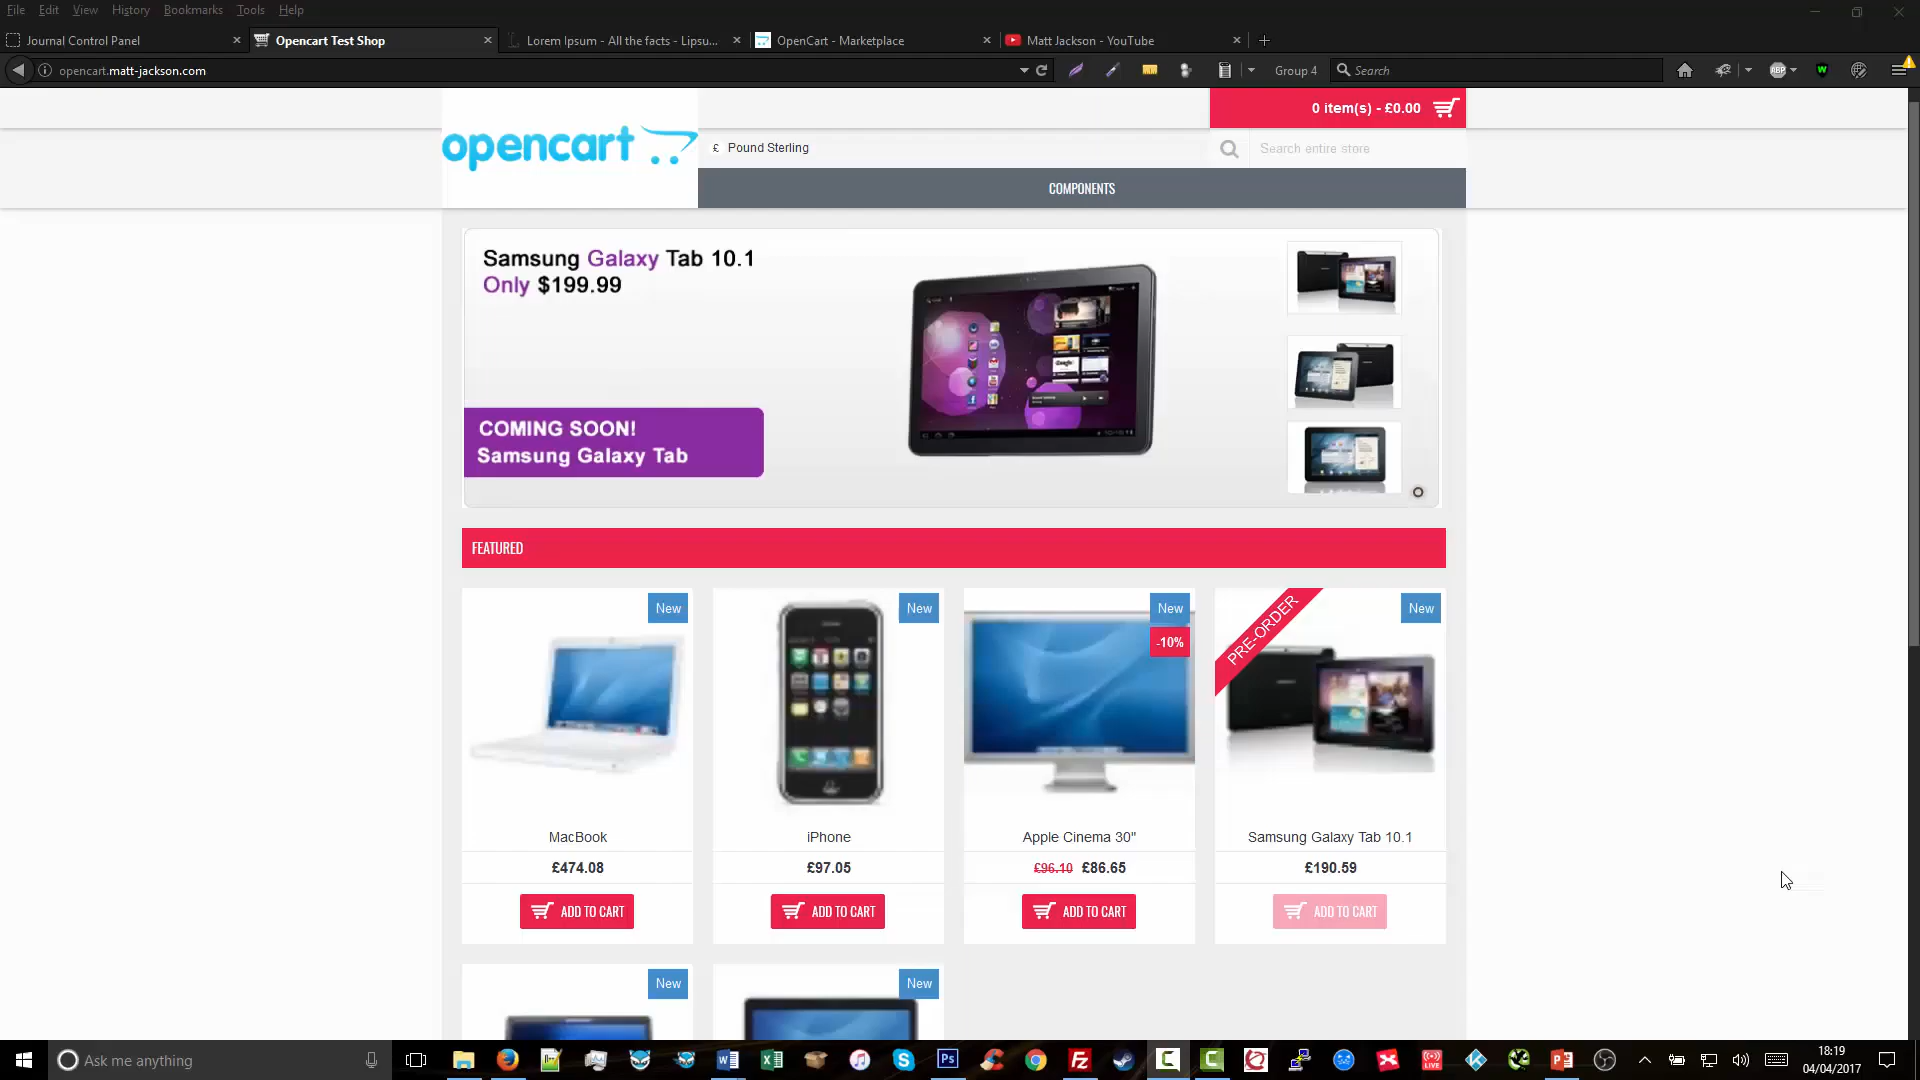 File Edit View History Bookmarks Tools Help
Journal Control Panel
Opencart Test Shop
Lorem Ipsum - All the facts - Lipsu...
OpenCart - Marketplace
Matt Jackson - YouTube
opencart.matt-jackson.com
ABP
Group 4
Search
0 item(s) - £0.00
opencart
£ Pound Sterling
Search entire store
COMPONENTS
Samsung Galaxy Tab 10.1
Only $199.99
COMING SOON!
Samsung Galaxy Tab
FEATURED
New
New
New
-10%
PRE-ORDER
New
MacBook
iPhone
Apple Cinema 30"
Samsung Galaxy Tab 10.1
£474.08
£97.05
£96.10 £86.65
£190.59
ADD TO CART
ADD TO CART
ADD TO CART
ADD TO CART
New
New
Ask me anything
LIVE
18:19
04/04/2017